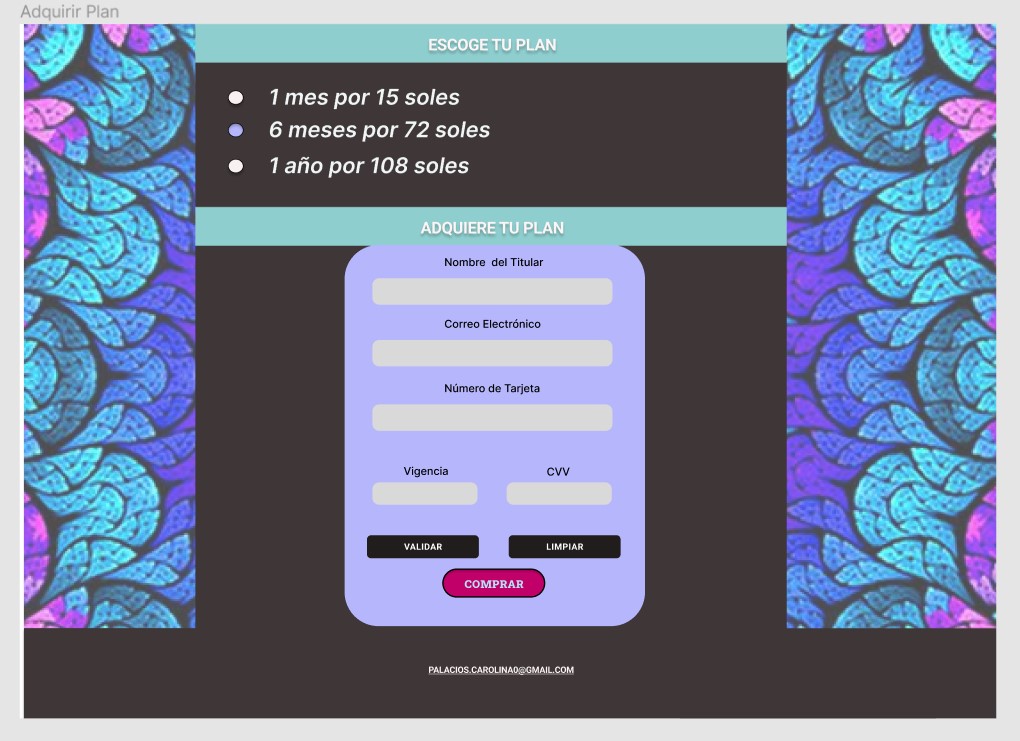 Adquirir Plan
ESCOGE TU PLAN
1 mes por 15 soles
6 meses por 72 soles
1 año por 108 soles
ADQUIERE TU PLAN
Nombre del Titular
Correo Electrónico
Número de Tarjeta
Vigencia CVV
VALIDAR LIMPIAR
COMPRAR
PALACIOS.CAROLINA0@GMAIL.COM